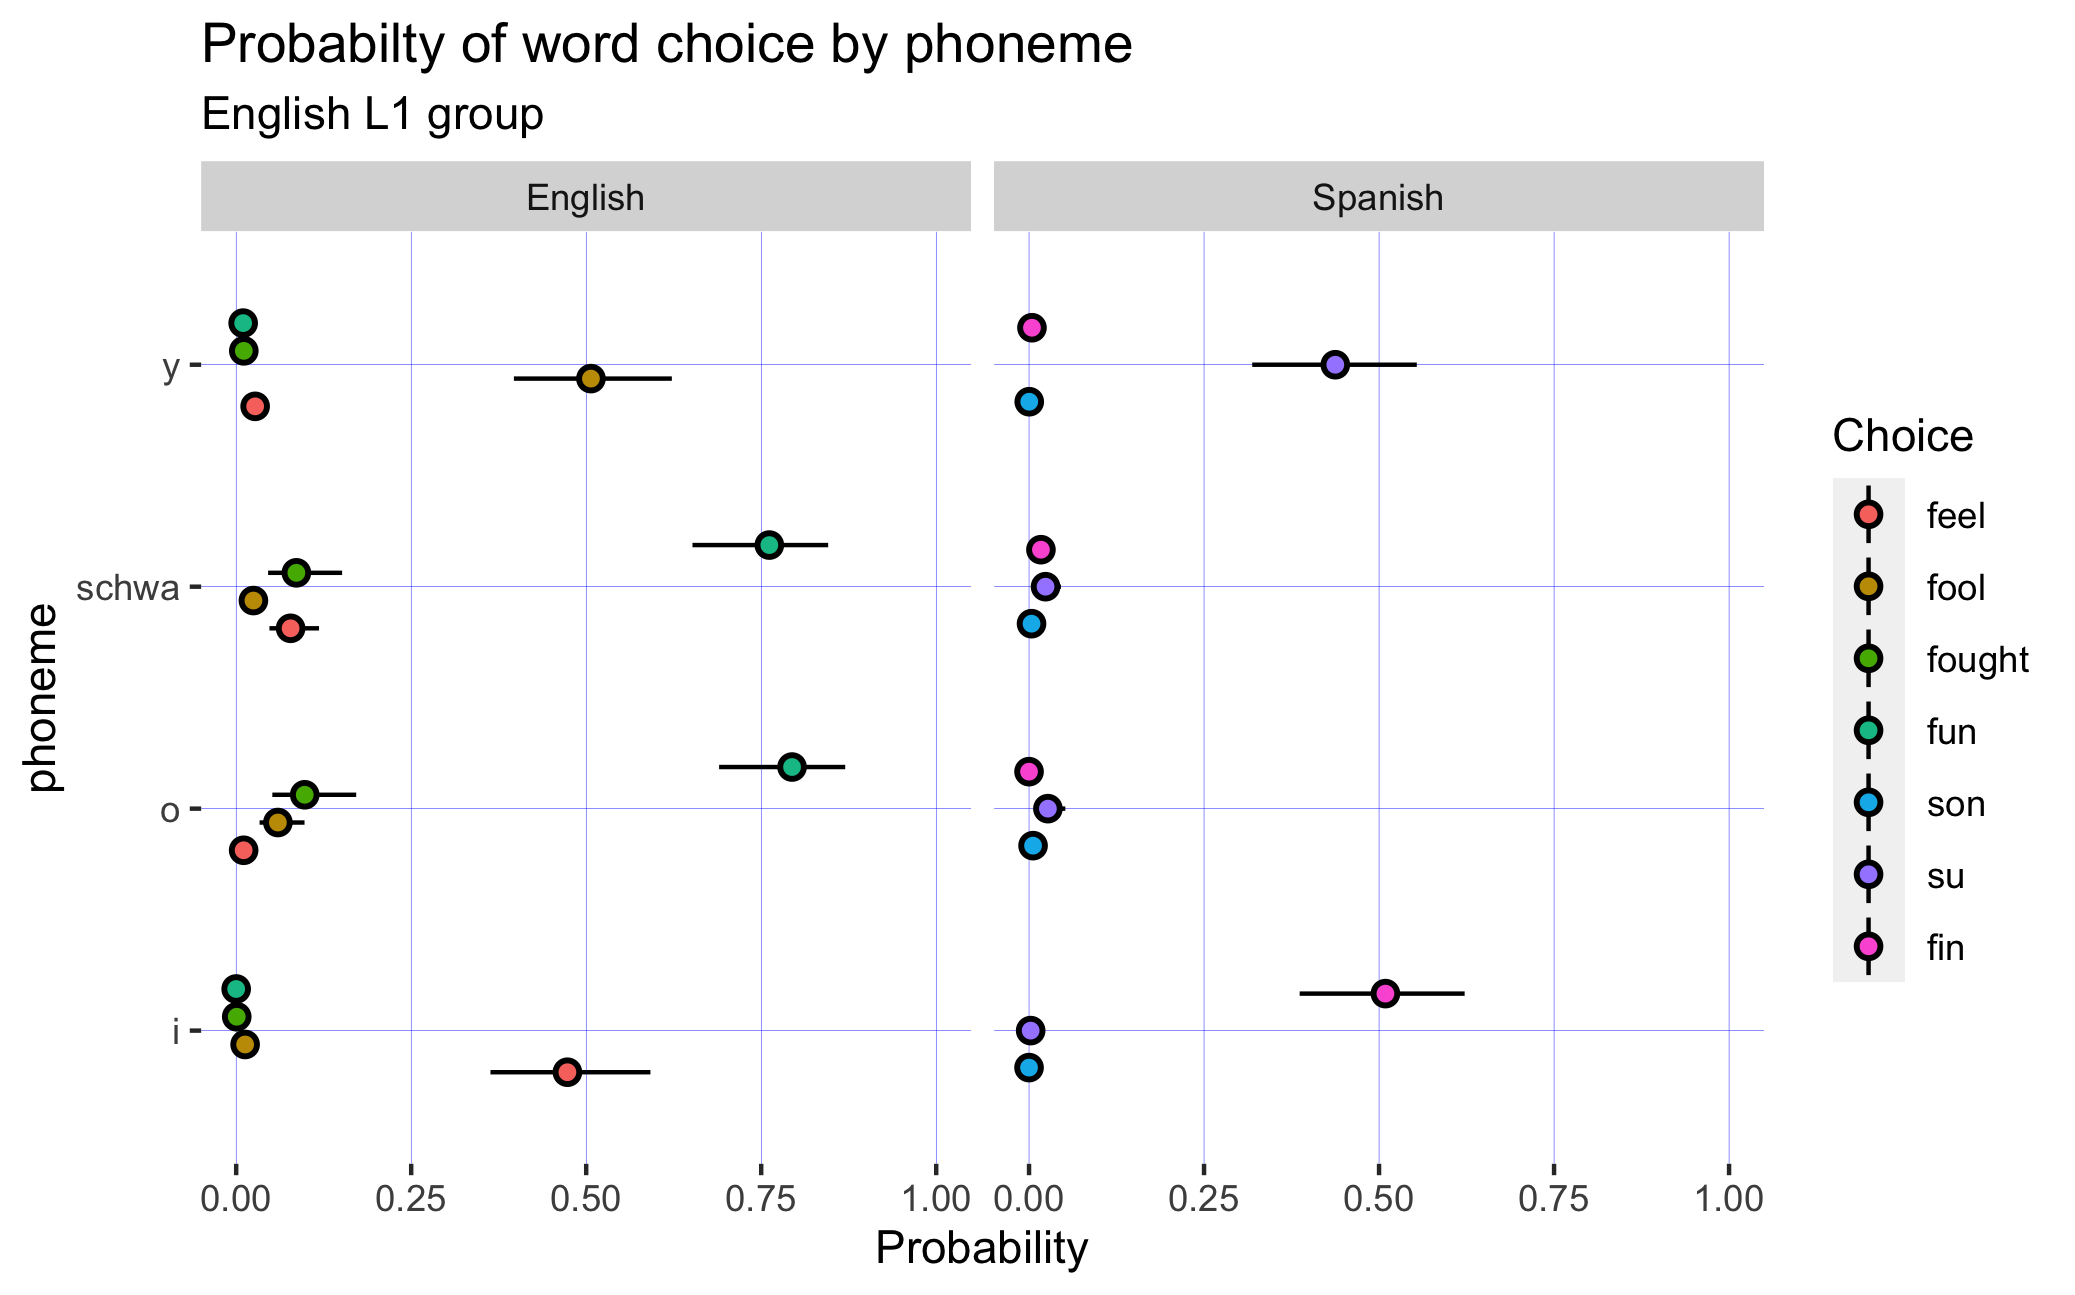 Probabilty of word choice by phoneme
English L1 group
English
Spanish
y
schwa
o
i
phoneme
0.00 0.25 0.50 0.75 1.00
0.00 0.25 0.50 0.75 1.00
Probability
Choice
feel
fool
fought
fun
son
su
fin